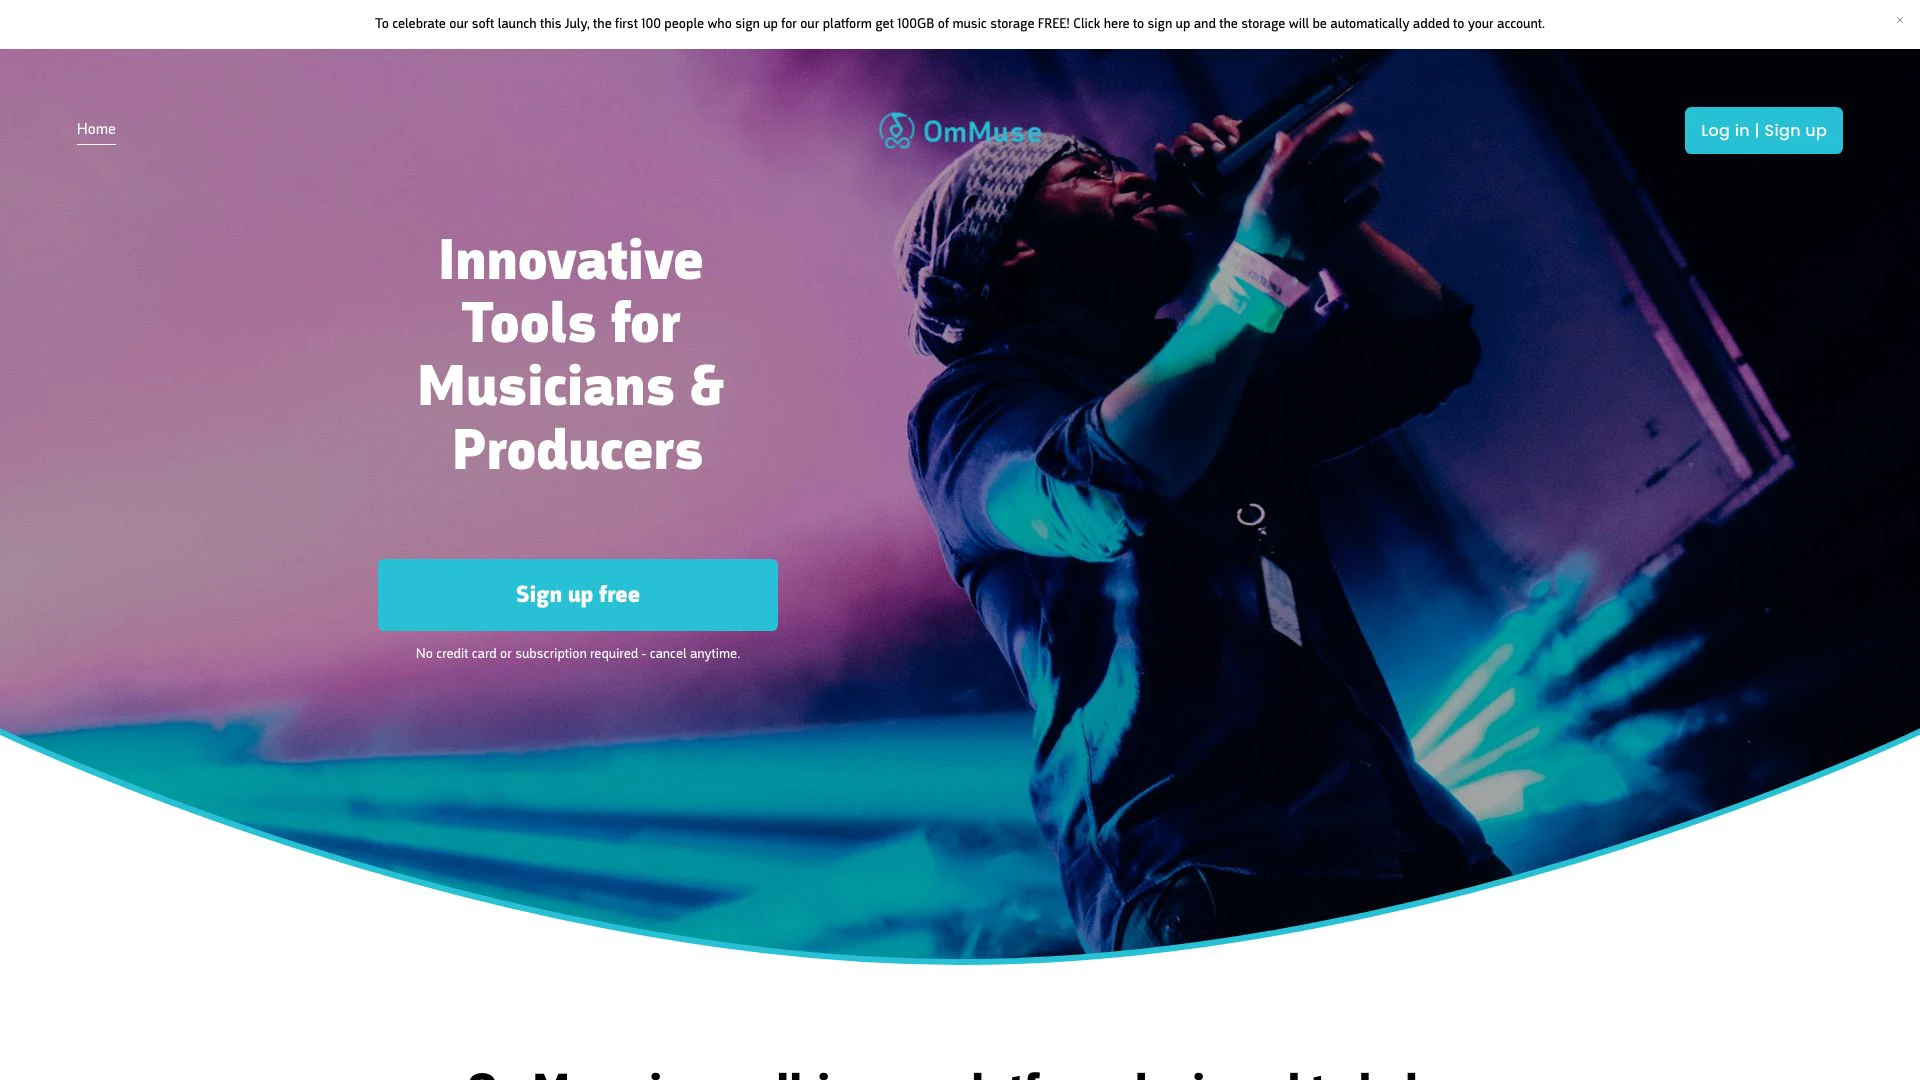 To celebrate our soft launch this July, the first 100 people who sign up for our platform get 100GB of music storage FREE! Click here to sign up and the storage will be automatically added to your account.
×
Home
OmMuse
Log in | Sign up
Innovative
Tools for
Musicians &
Producers
Sign up free
No credit card or subscription required - cancel anytime.